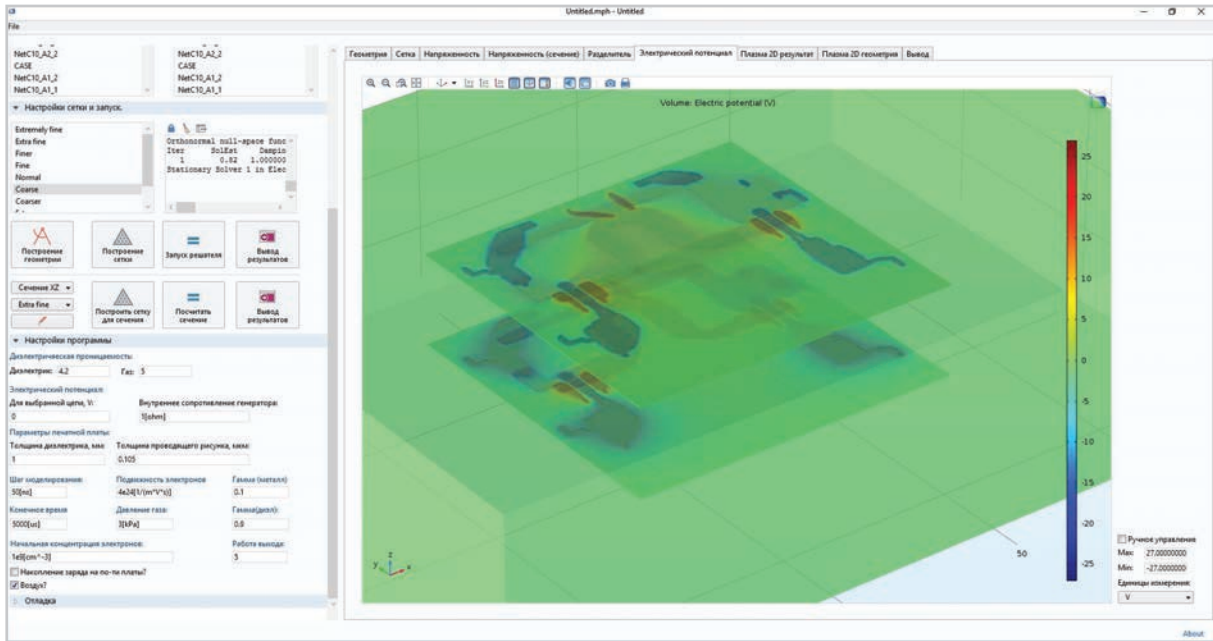 Untitled.mph - Untitled
File
NetC10_A2_2
CASE
NetC10_A1_2
NetC10_A1_1
NetC10_A2_2
CASE
NetC10_A1_2
NetC10_A1_1
Настройки сетки и запуск.
Extremely fine
Extra fine
Finer
Fine
Normal
Coarse
Coarser
Orthonormal null-space func
Iter SolEst Dampin
1 0.82 1.000000
Stationary Solver 1 in Elec
Построение геометрии
Построение сетки
Запуск решателя
Вывод результатов
Сечение XZ
Extra fine
Построить сетку для сечения
Посчитать сечение
Вывод результатов
Настройки программы
Диэлектрическая проницаемость:
Диэлектрик: 4.2 Газ: 5
Электрический потенциал:
Для выбранной цепи, V: Внутреннее сопротивление генератора:
0 1[ohm]
Параметры печатной платы:
Толщина диэлектрика, мм: Толщина проводящего рисунка, мкм:
1 0.105
Шаг моделирования: Подвижность электронов Гамма (металл)
50[ns] 4e24[1/(m*V*s)] 0.1
Конечное время Давление газа: Гамма(диэл):
5000[us] 3[kPa] 0.8
Начальная концентрация электронов: Работа выхода:
1e9[cm^-3] 5
Накопление заряда на по-ти платы?
Воздух?
Отладка
Геометрия Сетка Напряженность Напряженность (сечение) Разделитель Электрический потенциал Плазма 2D результат Плазма 2D геометрия Вывод
Volume: Electric potential (V)
25
20
15
10
5
0
-5
-10
-15
-20
-25
50
z
y
x
Ручное управления
Max: 27.00000000
Min: -27.0000000
Единицы измерения:
V
About